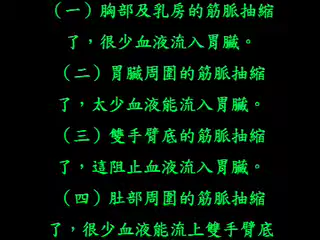 （一）胸部及乳房的筋脈抽縮
了，很少血液流入胃臟。
（二）胃臟周圍的筋脈抽縮
了，太少血液能流入胃臟。
（三）雙手臂底的筋脈抽縮
了，這阻止血液流入胃臟。
（四）肚部周圍的筋脈抽縮
了，很少血液能流上雙手臂底